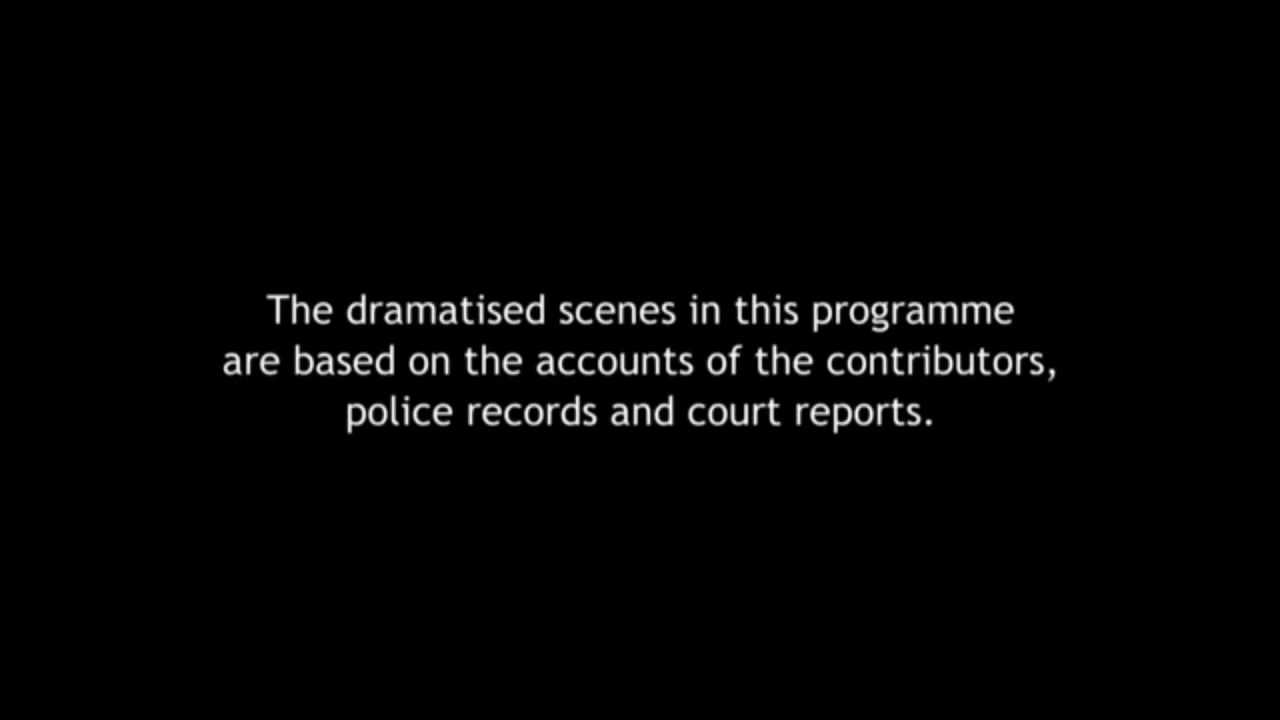 The dramatised scenes in this programme
are based on the accounts of the contributors,
police records and court reports.